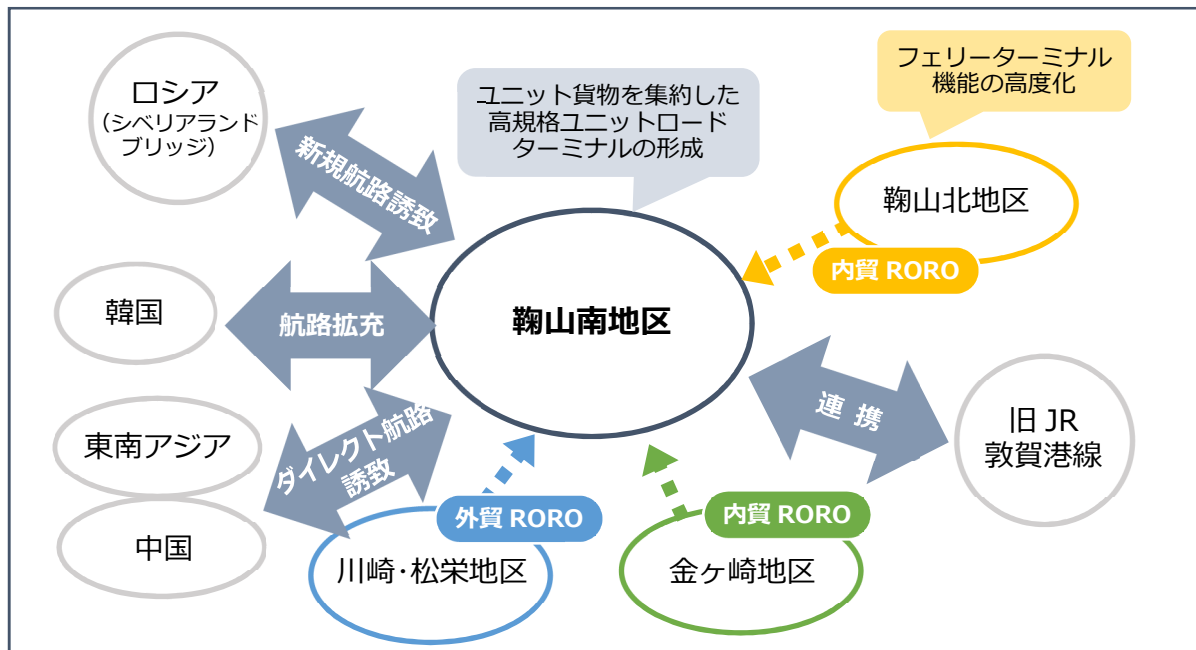 ロシア
（シベリアランド
ブリッジ）
新規航路誘致
ユニット貨物を集約した
高規格ユニットロード
ターミナルの形成
フェリーターミナル
機能の高度化
鞠山北地区
内貿 RORO
韓国
航路拡充
鞠山南地区
連 携
旧 JR
敦賀港線
東南アジア
中国
ダイレクト航路
誘致
外貿 RORO
川崎･松栄地区
内貿 RORO
金ヶ崎地区